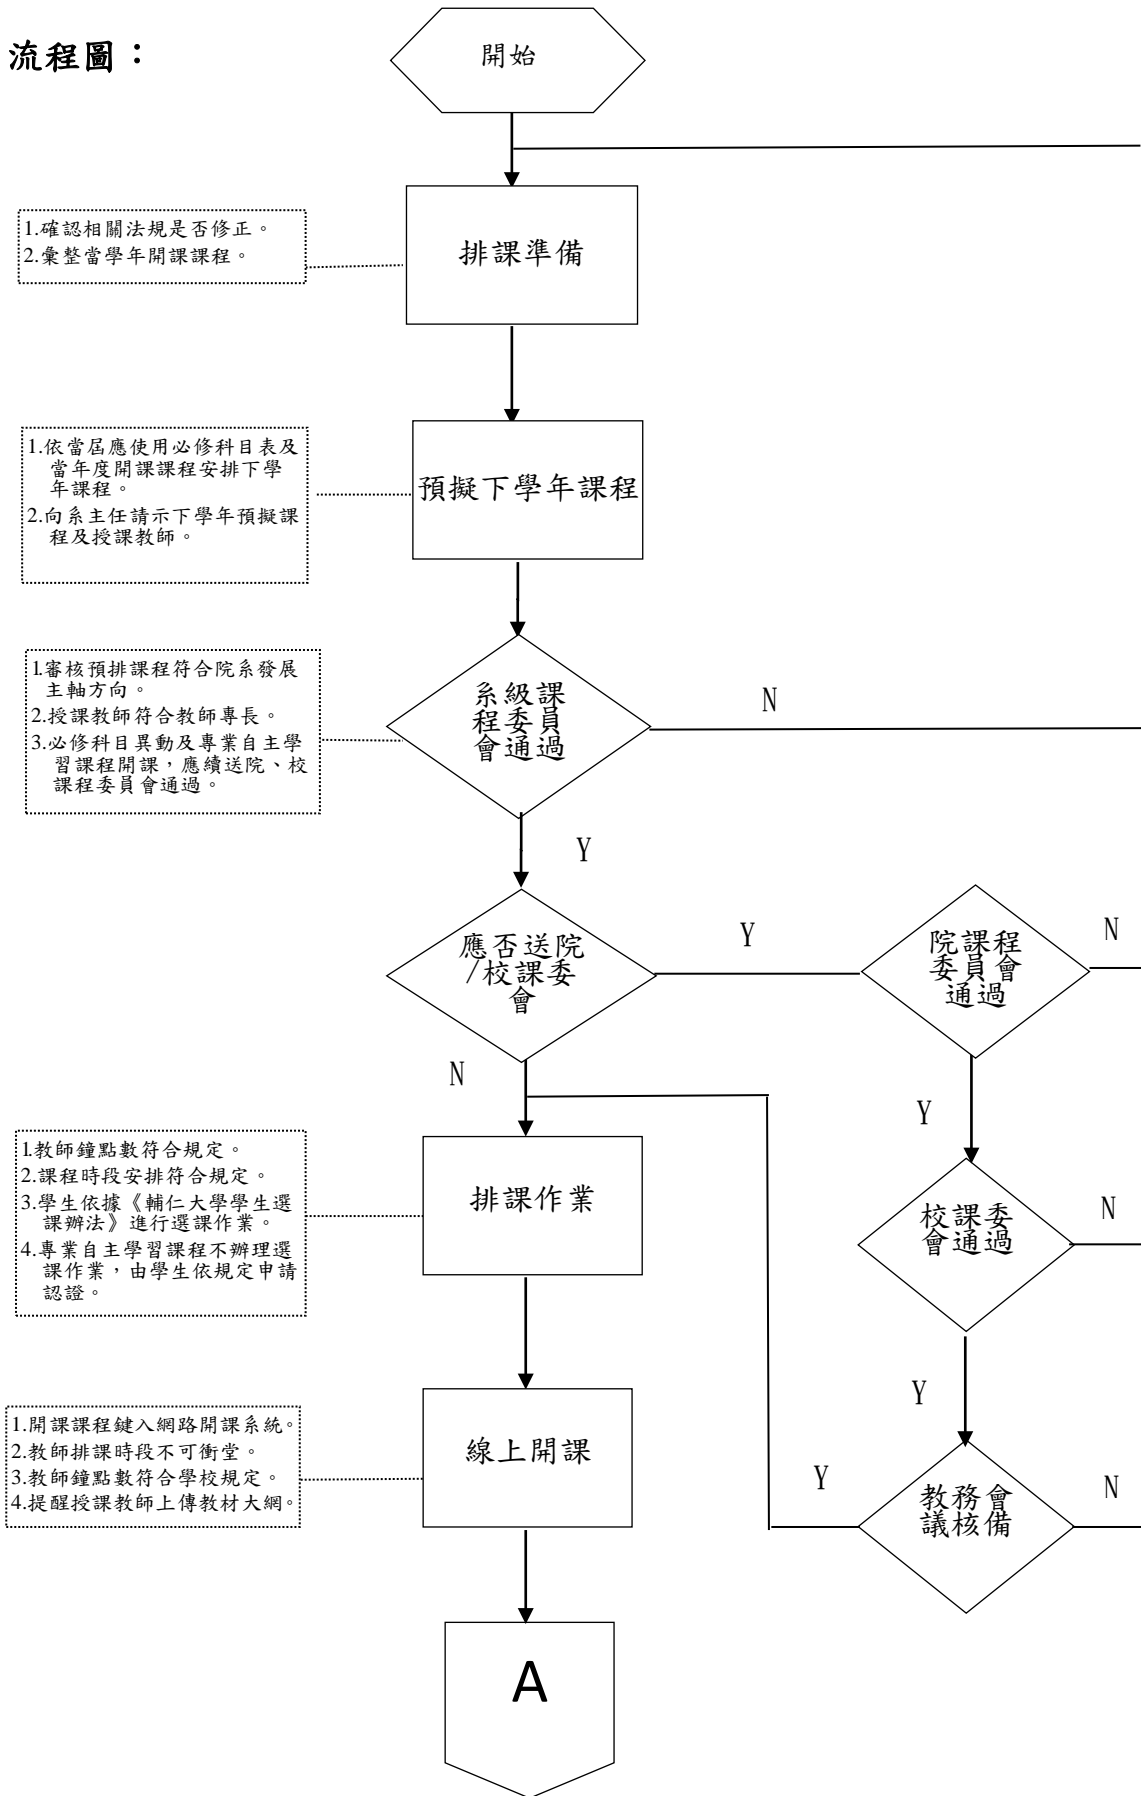 流程圖：
開始
1.確認相關法規是否修正。
2.彙整當學年開課課程。
排課準備
1.依當屆應使用必修科目表及
當年度開課課程安排下學
年課程。
2.向系主任請示下學年預擬課
程及授課教師。
預擬下學年課程
1.審核預排課程符合院系發展
主軸方向。
2.授課教師符合教師專長。
3.必修科目異動及專業自主學
習課程開課，應續送院、校
課程委員會通過。
系級課
程委員
會通過
N
Y
應否送院
/校課委
會
Y
院課程
委員會
通過
N
N
Y
1.教師鐘點數符合規定。
2.課程時段安排符合規定。
3.學生依據《輔仁大學學生選
課辦法》進行選課作業。
4.專業自主學習課程不辦理選
課作業，由學生依規定申請
認證。
排課作業
校課委
會通過
N
Y
1.開課課程鍵入網路開課系統。
2.教師排課時段不可衝堂。
3.教師鐘點數符合學校規定。
4.提醒授課教師上傳教材大網。
線上開課
Y
教務會
議核備
N
A